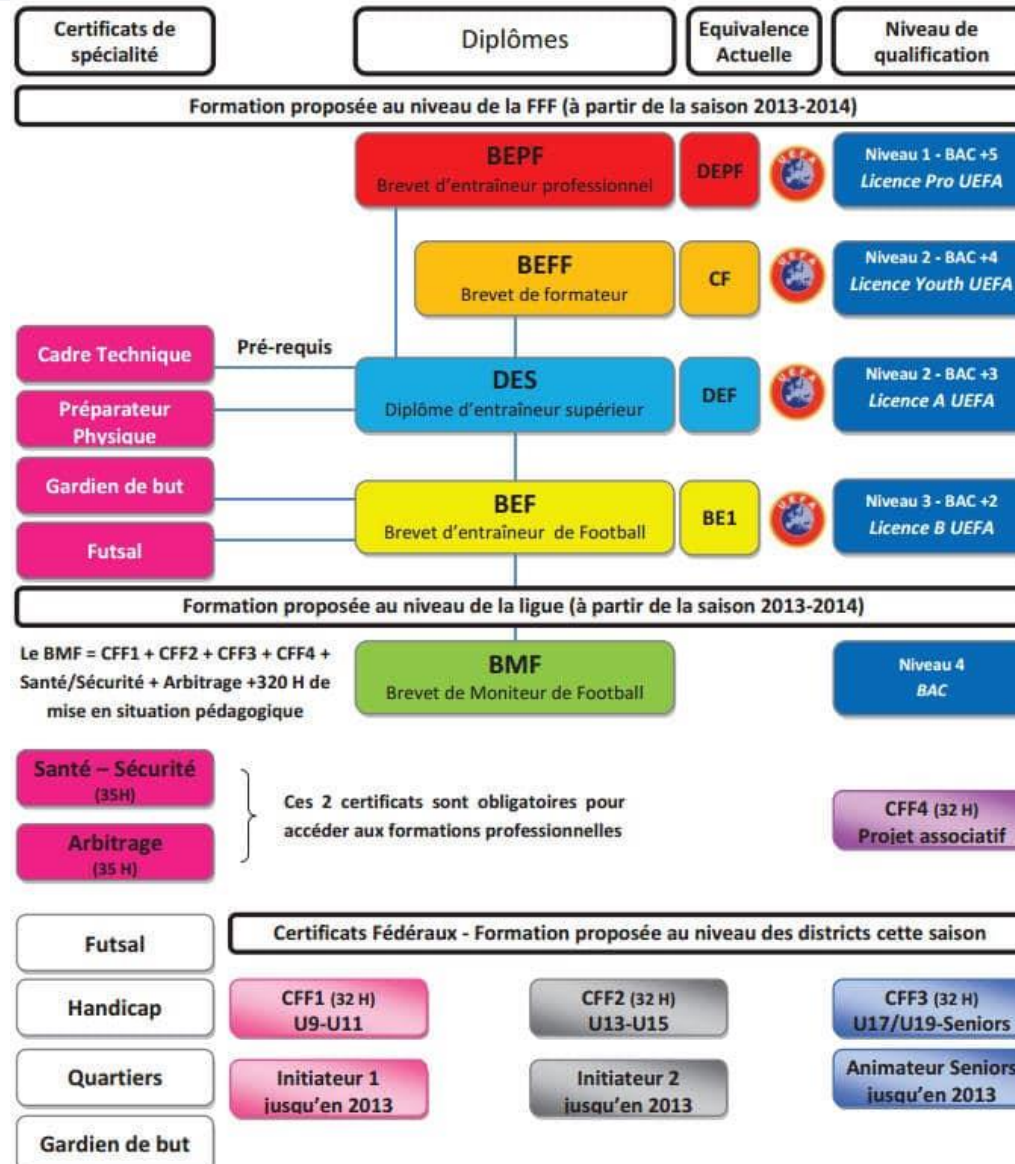 Certificats de
spécialité
Diplômes
Equivalence
Actuelle
Niveau de
qualification
Formation proposée au niveau de la FFF (à partir de la saison 2013-2014)
BEPF
Brevet d'entraîneur professionnel
DEPF
UEFA
Niveau 1 - BAC +5
Licence Pro UEFA
BEFF
Brevet de formateur
CF
UEFA
Niveau 2 - BAC +4
Licence Youth UEFA
Cadre Technique
Pré-requis
Préparateur
Physique
DES
Diplôme d'entraîneur supérieur
DEF
UEFA
Niveau 2 - BAC +3
Licence A UEFA
Gardien de but
Futsal
BEF
Brevet d'entraîneur de Football
BE1
UEFA
Niveau 3 - BAC +2
Licence B UEFA
Formation proposée au niveau de la ligue (à partir de la saison 2013-2014)
Le BMF = CFF1 + CFF2 + CFF3 + CFF4 +
Santé/Sécurité + Arbitrage +320 H de
mise en situation pédagogique
BMF
Brevet de Moniteur de Football
Niveau 4
BAC
Santé – Sécurité
(35H)
Arbitrage
(35 H)
Ces 2 certificats sont obligatoires pour
accéder aux formations professionnelles
CFF4 (32 H)
Projet associatif
Certificats Fédéraux - Formation proposée au niveau des districts cette saison
Futsal
Handicap
Quartiers
Gardien de but
CFF1 (32 H)
U9-U11
CFF2 (32 H)
U13-U15
CFF3 (32 H)
U17/U19-Seniors
Initiateur 1
jusqu'en 2013
Initiateur 2
jusqu'en 2013
Animateur Seniors
jusqu'en 2013